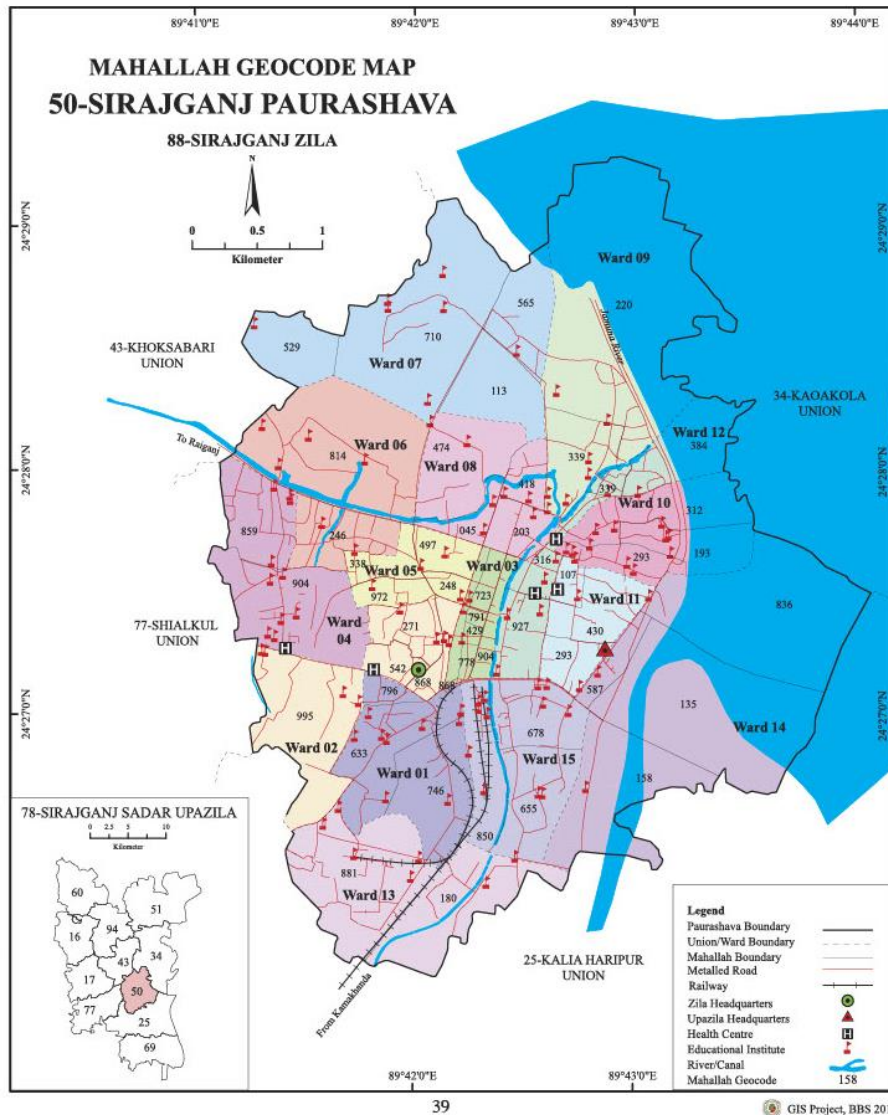 89°41'0"E 89°42'0"E 89°43'0"E 89°44'0"E
MAHALLAH GEOCODE MAP
50-SIRAJGANJ PAURASHAVA
88-SIRAJGANJ ZILA
N
0 0.5 1
Kilometer
24°29'0"N 24°29'0"N
Ward 09
220
565
Jamuna River
43-KHOKSABARI
UNION
529
710
Ward 07
113
34-KAOAKOLA
UNION
To Raiganj
Ward 06
814
474
Ward 08
Ward 12
384
24°28'0"N 24°28'0"N
339
418
339
Ward 10
312
859
246
045
203
193
338
497
Ward 03
316
293
Ward 05
107
904
972
248
723
Ward 11
836
77-SHIALKUL
UNION
Ward
04
271
791
429
927
430
542
868
778
904
293
796
868
587
24°27'0"N 24°27'0"N
995
135
Ward 02
633
678
Ward 14
Ward 01
746
Ward 15
158
655
850
881
Ward 13
180
25-KALIA HARIPUR
UNION
From Kamakhanda
78-SIRAJGANJ SADAR UPAZILA
0 2.5 5 10
Kilometer
60
51
16
94
43
34
17
50
77
25
69
Legend
Paurashava Boundary
Union/Ward Boundary
Mahallah Boundary
Metalled Road
Railway
Zila Headquarters
Upazila Headquarters
H Health Centre
Educational Institute
River/Canal
Mahallah Geocode 158
89°42'0"E 89°43'0"E
39
GIS Project, BBS 201